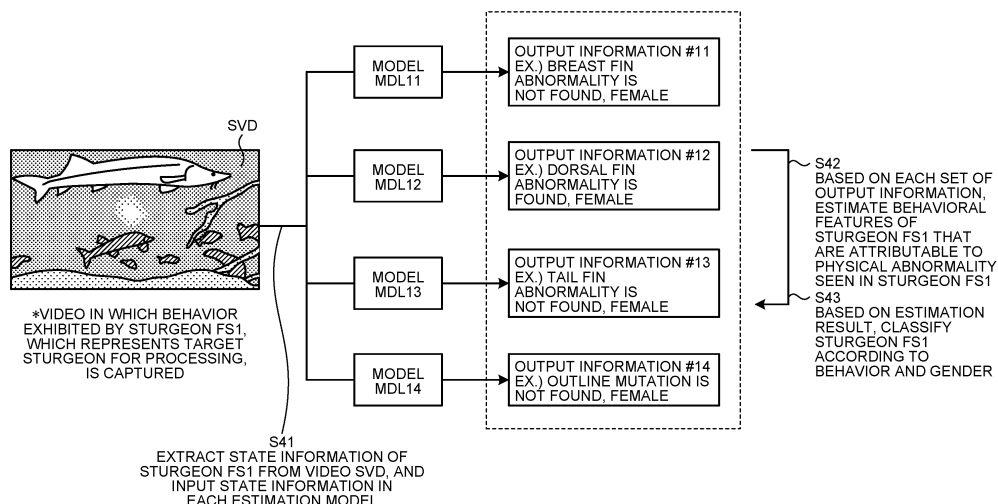 SVD
*VIDEO IN WHICH BEHAVIOR
EXHIBITED BY STURGEON FS1,
WHICH REPRESENTS TARGET
STURGEON FOR PROCESSING,
IS CAPTURED
S41
EXTRACT STATE INFORMATION OF
STURGEON FS1 FROM VIDEO SVD, AND
INPUT STATE INFORMATION IN
EACH ESTIMATION MODEL
MODEL
MDL11
OUTPUT INFORMATION #11
EX.) BREAST FIN
ABNORMALITY IS
NOT FOUND, FEMALE
MODEL
MDL12
OUTPUT INFORMATION #12
EX.) DORSAL FIN
ABNORMALITY IS
FOUND, FEMALE
MODEL
MDL13
OUTPUT INFORMATION #13
EX.) TAIL FIN
ABNORMALITY IS
NOT FOUND, FEMALE
MODEL
MDL14
OUTPUT INFORMATION #14
EX.) OUTLINE MUTATION IS
NOT FOUND, FEMALE
S42
BASED ON EACH SET OF
OUTPUT INFORMATION,
ESTIMATE BEHAVIORAL
FEATURES OF
STURGEON FS1 THAT
ARE ATTRIBUTABLE TO
PHYSICAL ABNORMALITY
SEEN IN STURGEON FS1
S43
BASED ON ESTIMATION
RESULT, CLASSIFY
STURGEON FS1
ACCORDING TO
BEHAVIOR AND GENDER